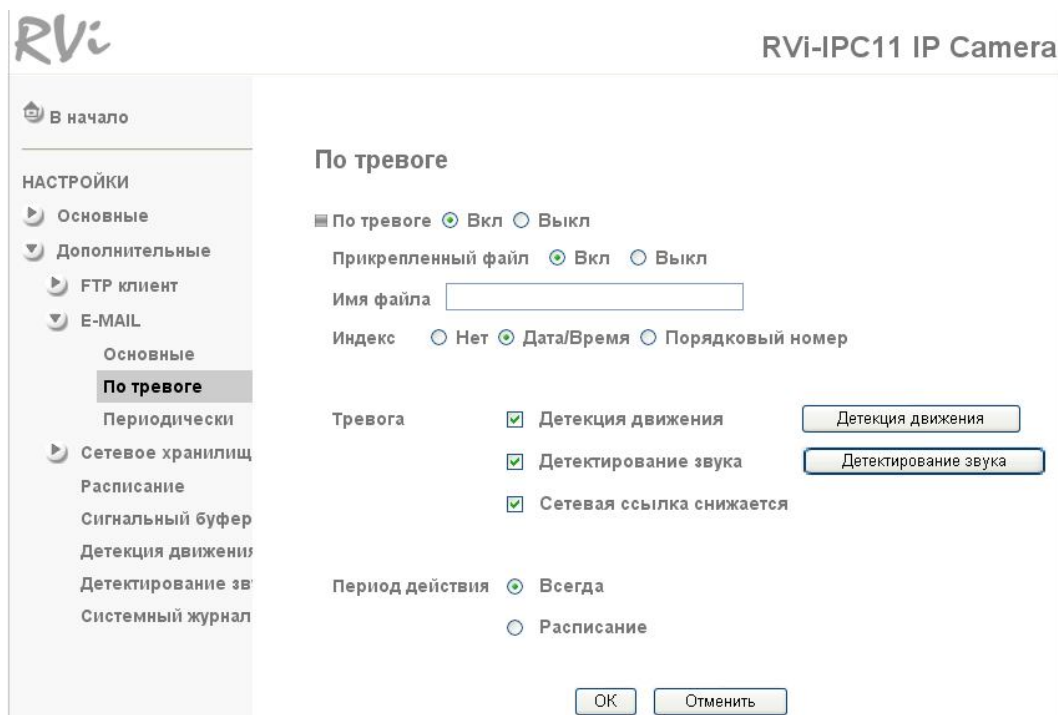 RVi
RVi-IPC11 IP Camera
В начало
НАСТРОЙКИ
Основные
Дополнительные
FTP клиент
E-MAIL
Основные
По тревоге
Периодически
Сетевое хранилищ
Расписание
Сигнальный буфер
Детекция движения
Детектирование зв
Системный журнал
По тревоге
По тревоге Вкл Выкл
Прикрепленный файл Вкл Выкл
Имя файла
Индекс Нет Дата/Время Порядковый номер
Тревога Детекция движения Детекция движения
Детектирование звука Детектирование звука
Сетевая ссылка снижается
Период действия Всегда
Расписание
OK Отменить